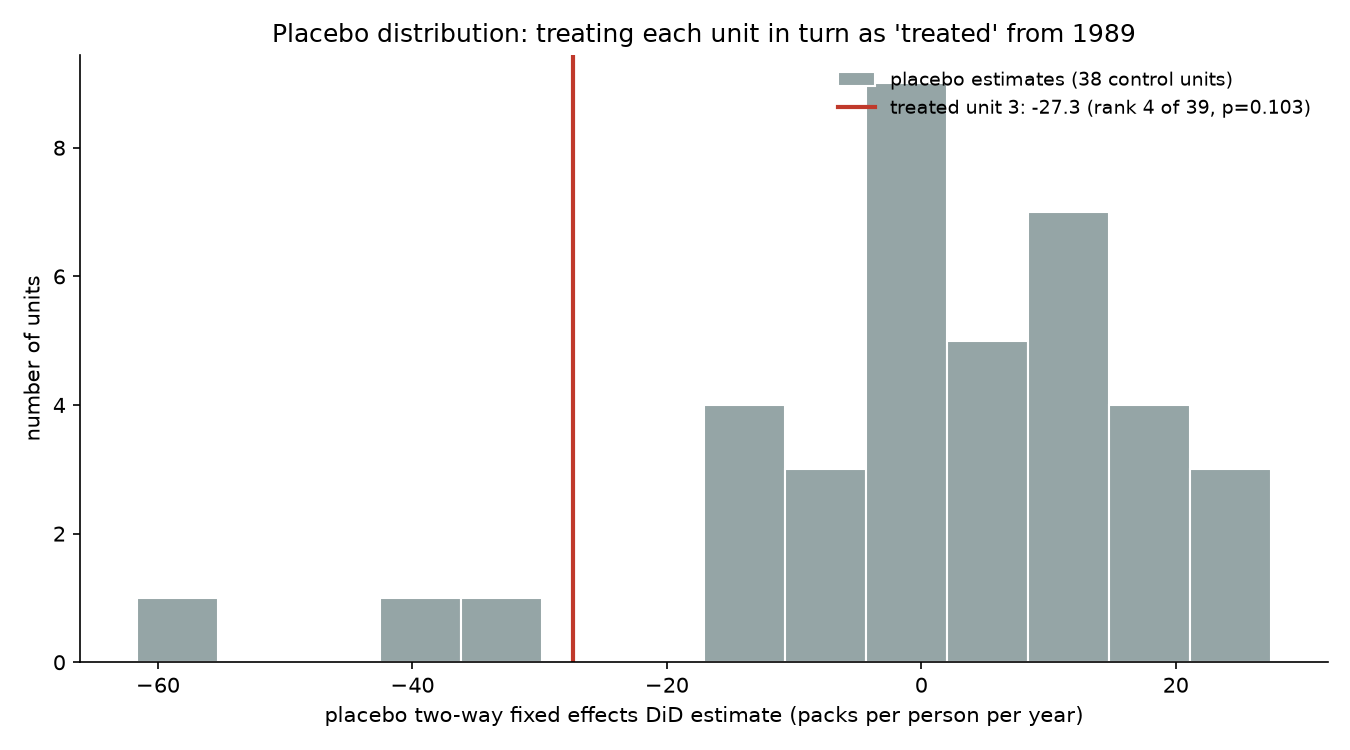 Placebo distribution: treating each unit in turn as 'treated' from 1989
placebo estimates (38 control units)
treated unit 3: -27.3 (rank 4 of 39, p=0.103)
number of units
8
6
4
2
0
−60
−40
−20
0
20
placebo two-way fixed effects DiD estimate (packs per person per year)